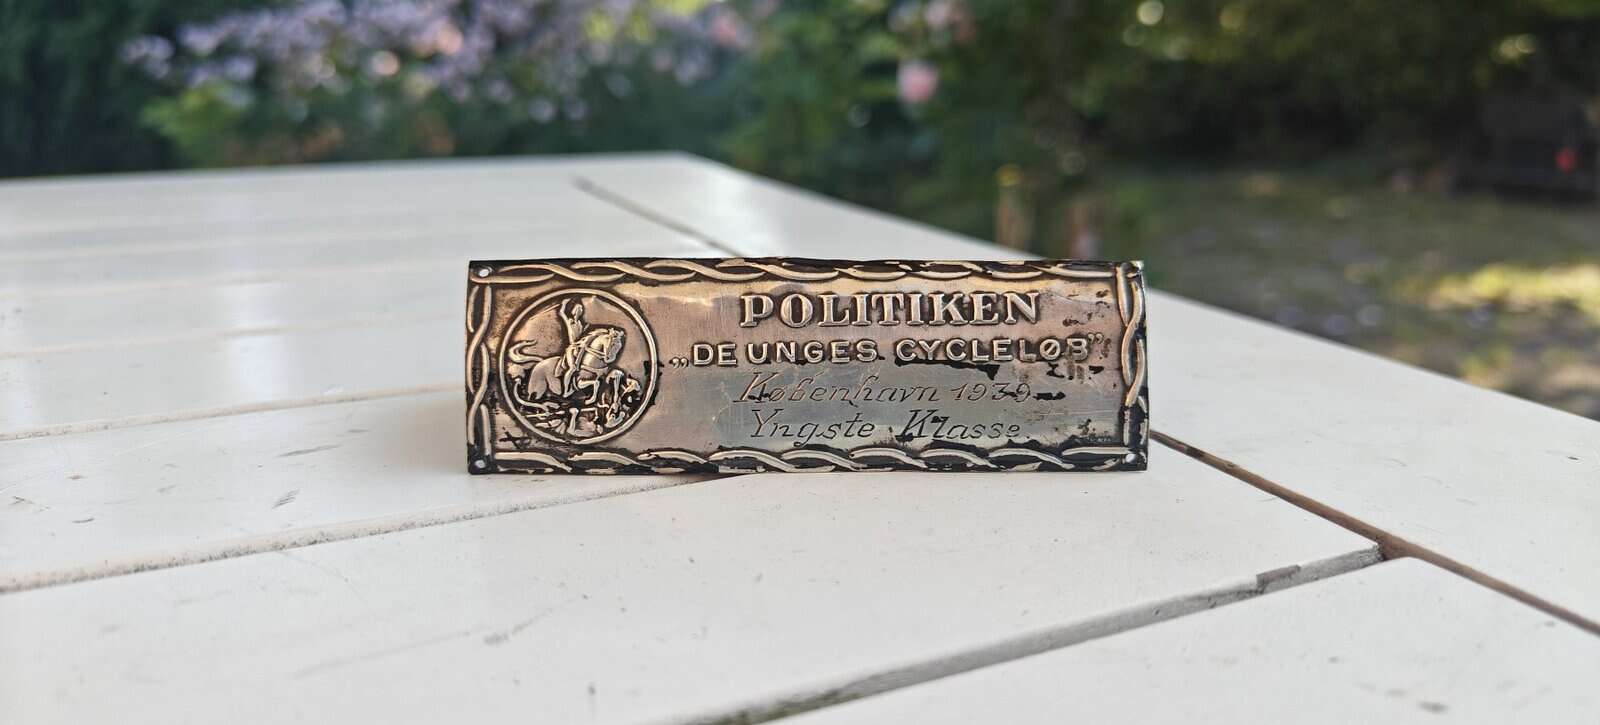 POLITIKEN
„DE UNGES CYCLELØB”
København 1939
Yngste Klasse